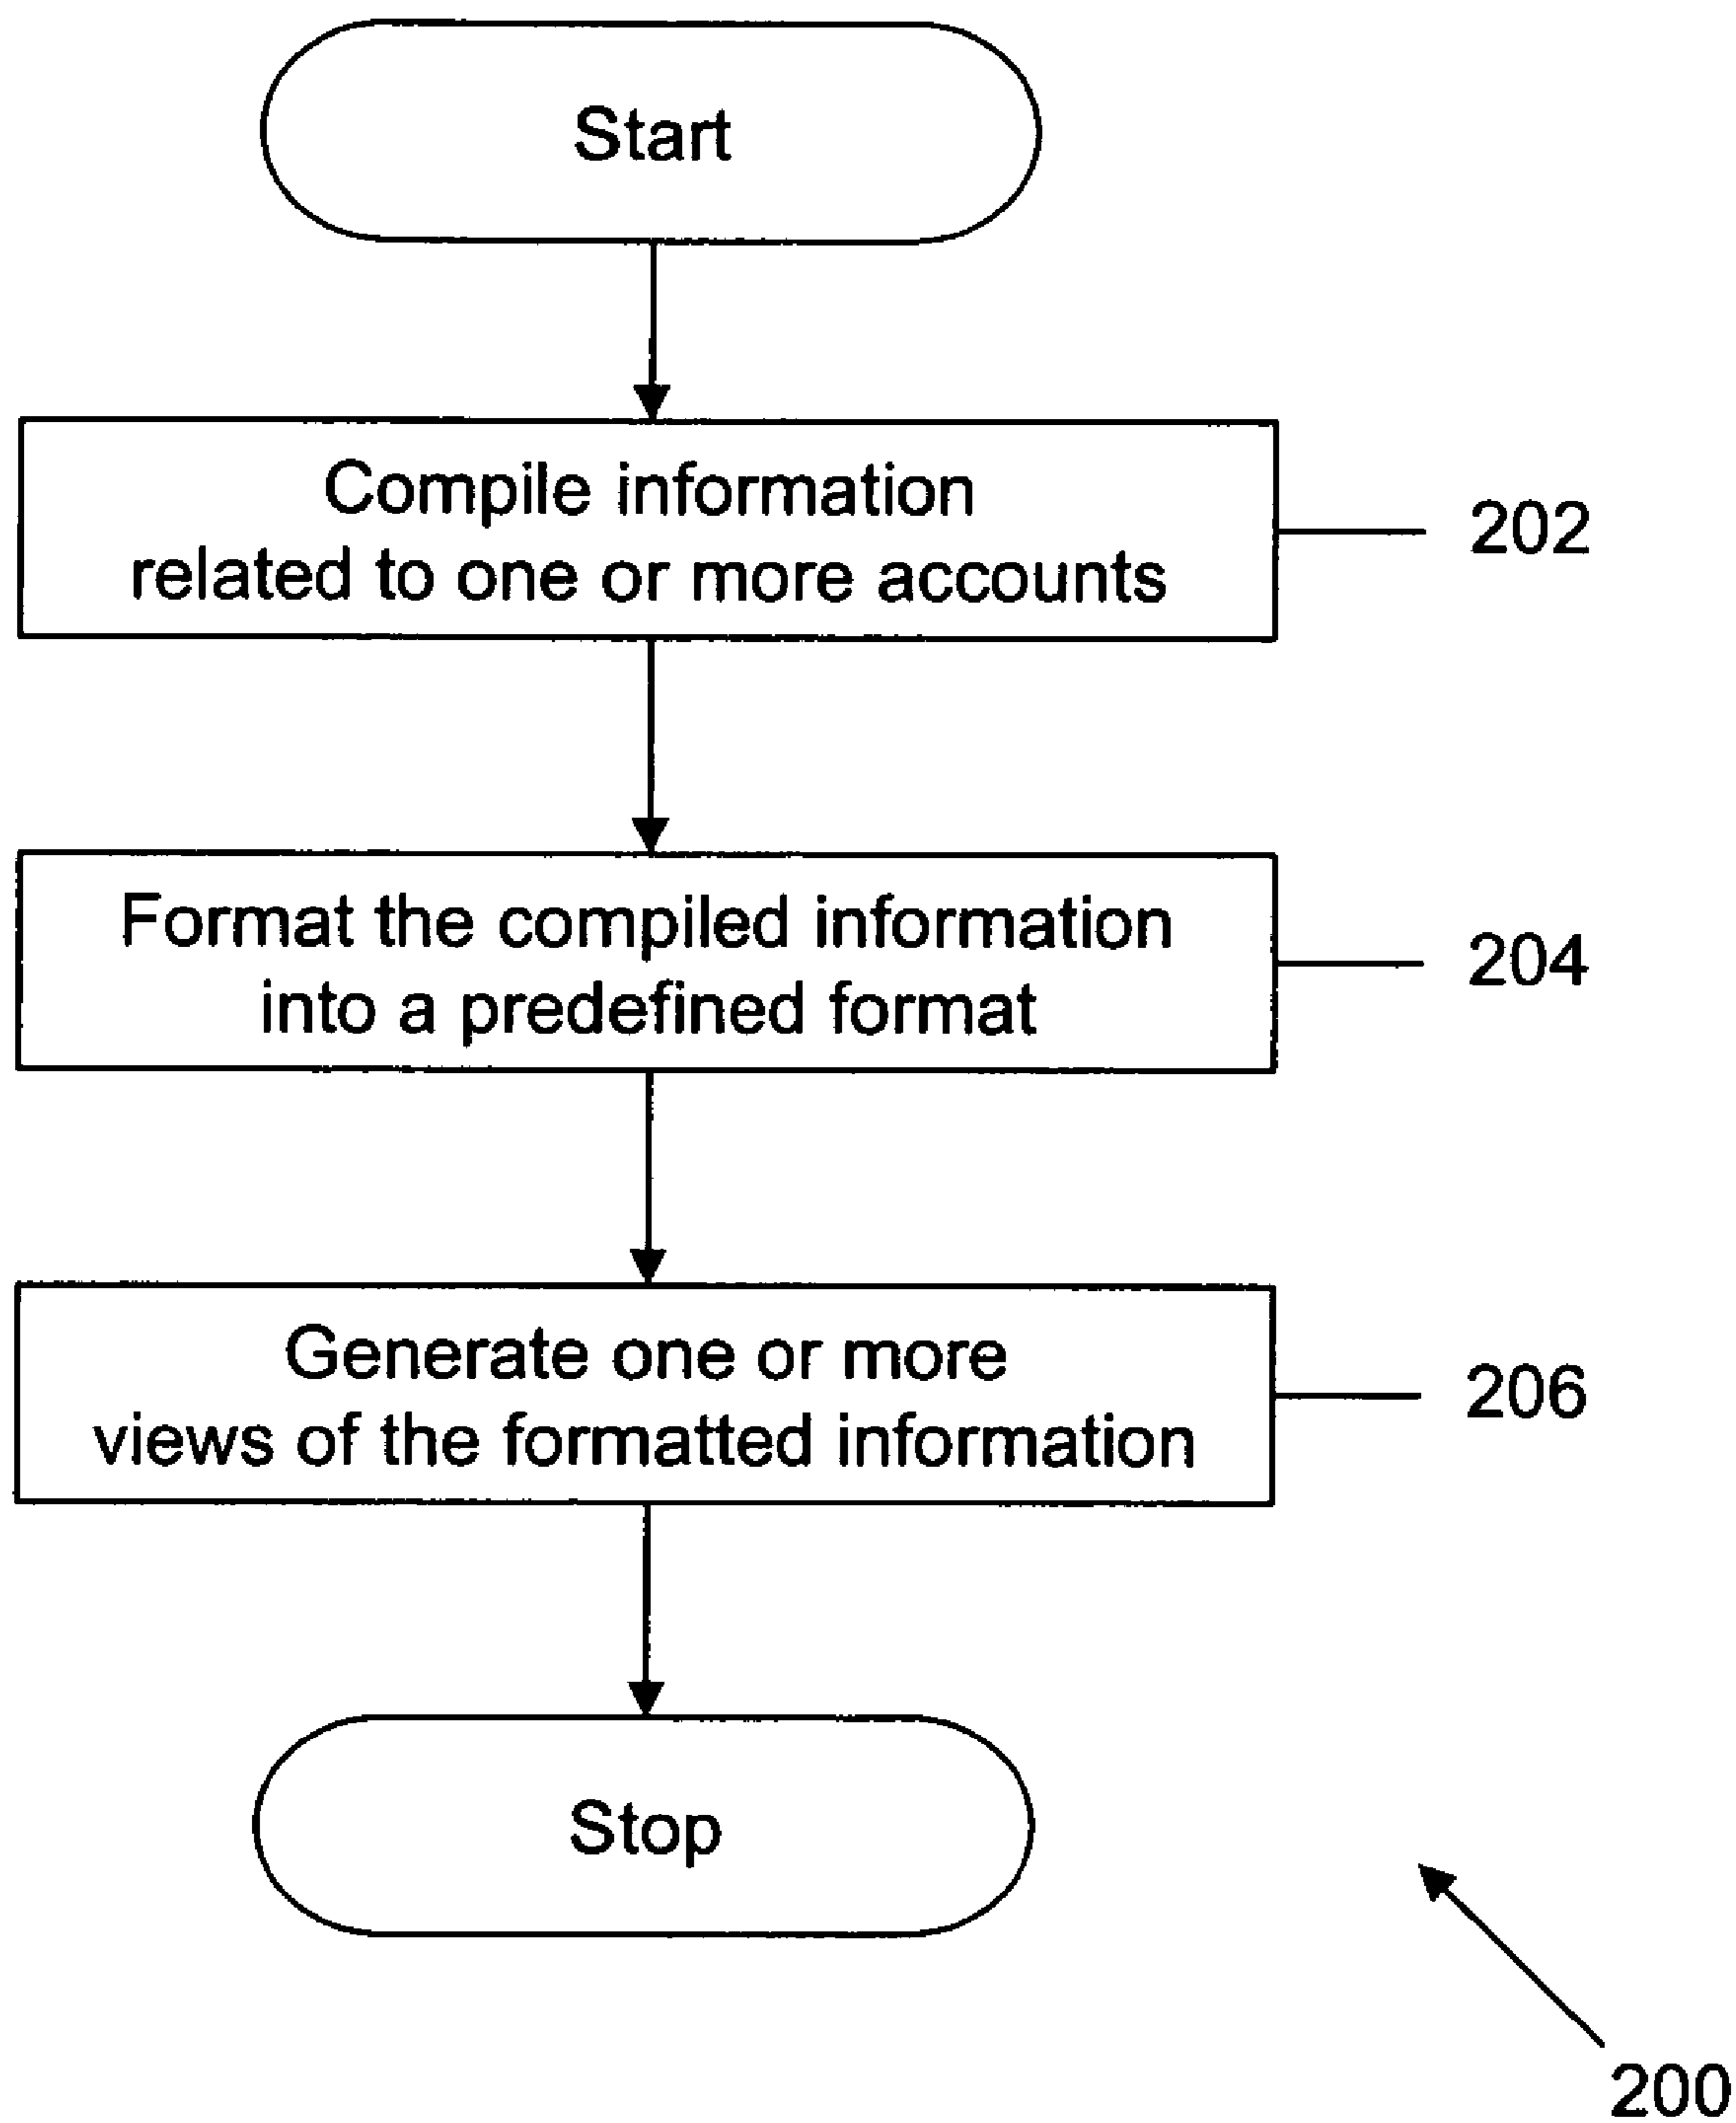 Start
Compile information
related to one or more accounts
202
Format the compiled information
into a predefined format
204
Generate one or more
views of the formatted information
206
Stop
200